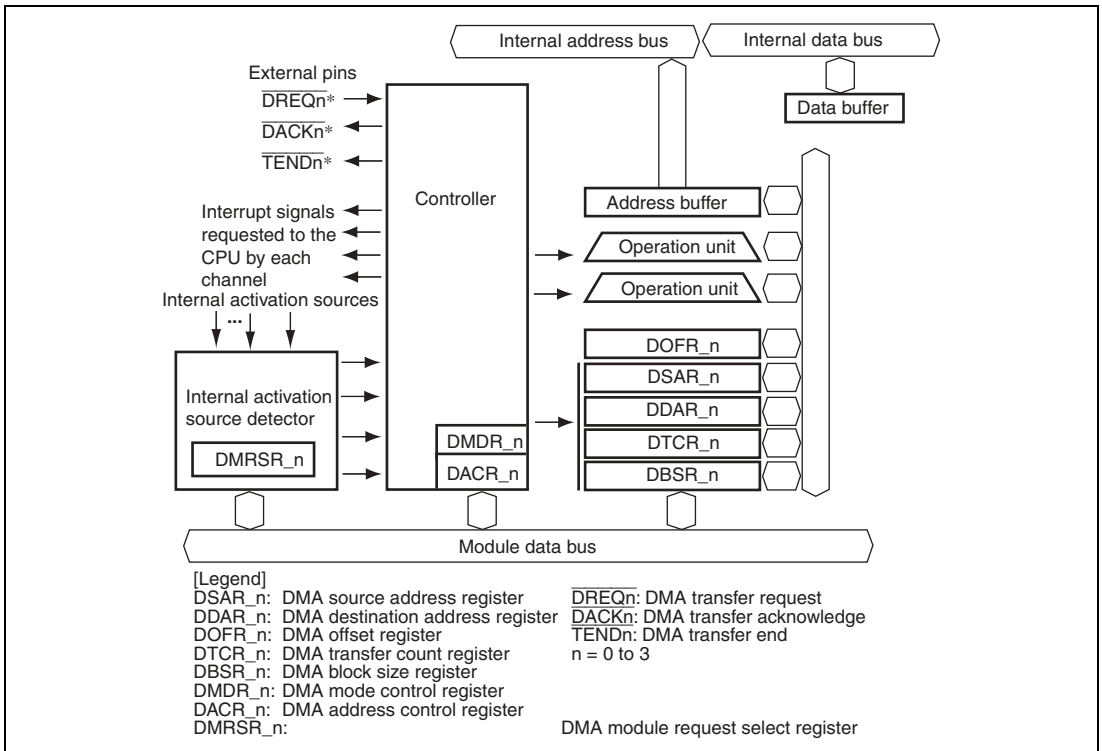 Internal address bus
Internal data bus
External pins
DREQn*
DACKn*
TENDn*
Data buffer
Controller
Address buffer
Interrupt signals
requested to the
CPU by each
channel
Operation unit
Operation unit
Internal activation sources
...
Internal activation
source detector
DMRSR_n
DMDR_n
DACR_n
DOFR_n
DSAR_n
DDAR_n
DTCR_n
DBSR_n
Module data bus
[Legend]
DSAR_n: DMA source address register
DDAR_n: DMA destination address register
DOFR_n: DMA offset register
DTCR_n: DMA transfer count register
DBSR_n: DMA block size register
DMDR_n: DMA mode control register
DACR_n: DMA address control register
DMRSR_n: DMA module request select register
DREQn: DMA transfer request
DACKn: DMA transfer acknowledge
TENDn: DMA transfer end
n = 0 to 3